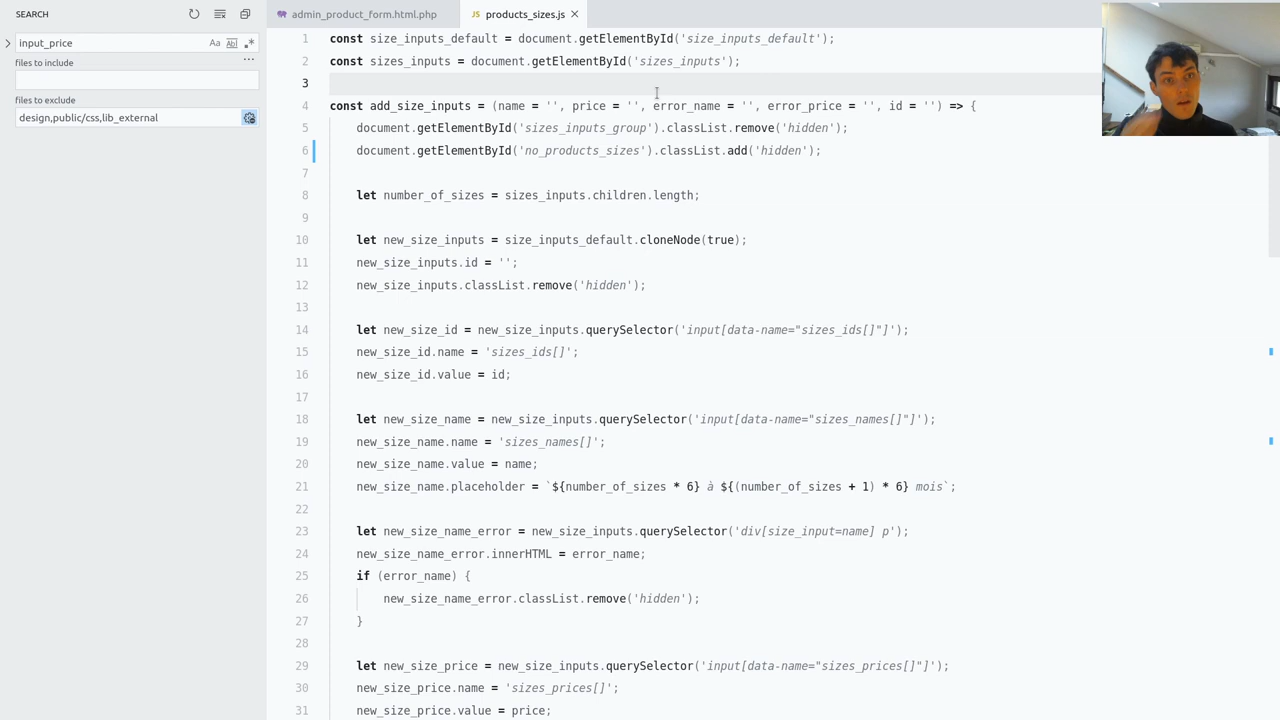 SEARCH
admin_product_form.html.php
JS products_sizes.js
input_price
Aa Ab
files to include
files to exclude
design,public/css,lib_external
1 const size_inputs_default = document.getElementById('size_inputs_default');
2 const sizes_inputs = document.getElementById('sizes_inputs');
3
4 const add_size_inputs = (name = '', price = '', error_name = '', error_price = '', id = '') => {
5 document.getElementById('sizes_inputs_group').classList.remove('hidden');
6 document.getElementById('no_products_sizes').classList.add('hidden');
7
8 let number_of_sizes = sizes_inputs.children.length;
9
10 let new_size_inputs = size_inputs_default.cloneNode(true);
11 new_size_inputs.id = '';
12 new_size_inputs.classList.remove('hidden');
13
14 let new_size_id = new_size_inputs.querySelector('input[data-name="sizes_ids[]"]');
15 new_size_id.name = 'sizes_ids[]';
16 new_size_id.value = id;
17
18 let new_size_name = new_size_inputs.querySelector('input[data-name="sizes_names[]"]');
19 new_size_name.name = 'sizes_names[]';
20 new_size_name.value = name;
21 new_size_name.placeholder = `${number_of_sizes * 6} à ${(number_of_sizes + 1) * 6} mois`;
22
23 let new_size_name_error = new_size_inputs.querySelector('div[size_input=name] p');
24 new_size_name_error.innerHTML = error_name;
25 if (error_name) {
26 new_size_name_error.classList.remove('hidden');
27 }
28
29 let new_size_price = new_size_inputs.querySelector('input[data-name="sizes_prices[]"]');
30 new_size_price.name = 'sizes_prices[]';
31 new_size_price.value = price;